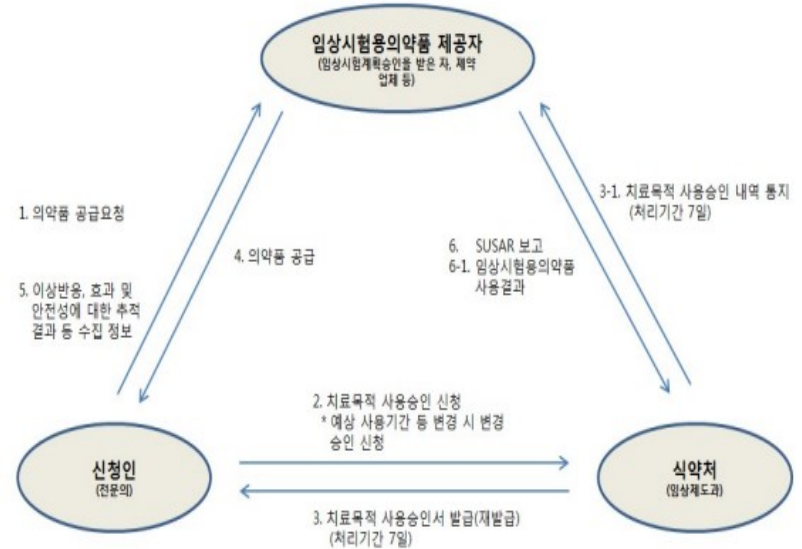 임상시험용의약품 제공자
(임상시험계획승인을 받은 자, 제약
업체 등)
1. 의약품 공급요청
5. 이상반응, 효과 및
안전성에 대한 추적
결과 등 수집 정보
4. 의약품 공급
6. SUSAR 보고
6-1. 임상시험용의약품
사용결과
3-1. 치료목적 사용승인 내역 통지
(처리기간 7일)
2. 치료목적 사용승인 신청
* 예상 사용기간 등 변경 시 변경
승인 신청
신청인
(전문의)
식약처
(임상제도과)
3. 치료목적 사용승인서 발급(재발급)
(처리기간 7일)